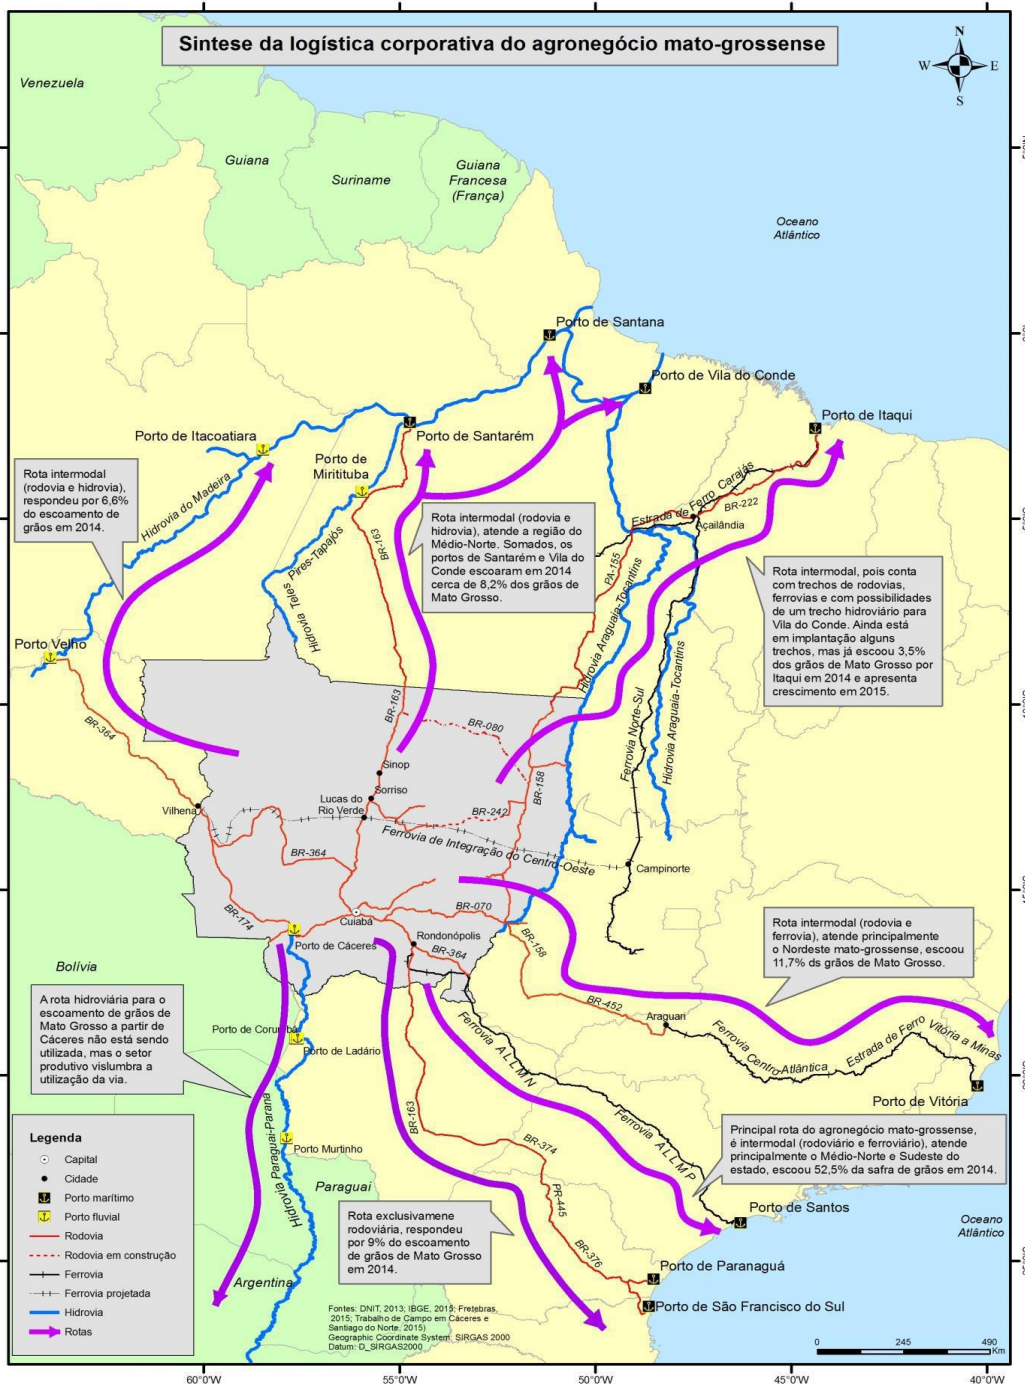 Sintese da logística corporativa do agronegócio mato-grossense
N
W
E
S
Venezuela
Guiana
Suriname
Guiana
Francesa
(França)
Oceano
Atlântico
Porto de Santana
Porto de Vila do Conde
Porto de Itaqui
Porto de Itacoatiara
Porto de Santarém
Porto de
Miritituba
Rota intermodal
(rodovia e hidrovia),
respondeu por 6,6%
do escoamento de
grãos em 2014.
Hidrovia do Madeira
Hidrovia Teles Pires-Tapajós
BR-163
Rota intermodal (rodovia e
hidrovia), atende a região do
Médio-Norte. Somados, os
portos de Santarém e Vila do
Conde escoaram em 2014
cerca de 8,2% dos grãos de
Mato Grosso.
Estrada de Ferro Carajás
BR-222
Açailândia
PA-155
Hidrovia Araguaia-Tocantins
Rota intermodal, pois conta
com trechos de rodovias,
ferrovias e com possibilidades
de um trecho hidroviário para
Vila do Conde. Ainda está
em implantação alguns
trechos, mas já escoou 3,5%
dos grãos de Mato Grosso por
Itaqui em 2014 e apresenta
crescimento em 2015.
Porto Velho
BR-364
BR-163
BR-080
Ferrovia Norte-Sul
Hidrovia Araguaia-Tocantins
Sinop
Sorriso
Lucas do
Rio Verde
BR-158
BR-242
Vilhena
Ferrovia de Integração do Centro-Oeste
BR-364
Campinorte
BR-174
Cuiabá
BR-070
Porto de Cáceres
Rondonópolis
BR-364
BR-158
Rota intermodal (rodovia e
ferrovia), atende principalmente
o Nordeste mato-grossense, escoou
11,7% ds grãos de Mato Grosso.
Bolívia
A rota hidroviária para o
escoamento de grãos de
Mato Grosso a partir de
Cáceres não está sendo
utilizada, mas o setor
produtivo vislumbra a
utilização da via.
Porto de Corumbá
Porto de Ladário
BR-452
Araguari
Ferrovia Centro Atlântica
Estrada de Ferro Vitória a Minas
Porto de Vitória
Ferrovia ALLMN
Ferrovia ALLMP
BR-163
Hidrovia Paraguai-Paraná
Porto Murtinho
BR-374
Principal rota do agronegócio mato-grossense,
é intermodal (rodoviário e ferroviário), atende
principalmente o Médio-Norte e Sudeste do
estado, escoou 52,5% da safra de grãos em 2014.
Paraguai
PR-445
Porto de Santos
Oceano
Atlântico
Rota exclusivamene
rodoviária, respondeu
por 9% do escoamento
de grãos de Mato Grosso
em 2014.
BR-376
Porto de Paranaguá
Porto de São Francisco do Sul
Argentina
Legenda
Capital
Cidade
Porto marítimo
Porto fluvial
Rodovia
Rodovia em construção
Ferrovia
Ferrovia projetada
Hidrovia
Rotas
Fontes: DNIT, 2013; IBGE, 2015; Fretebras,
2015; Trabalho de Campo em Cáceres e
Santiago do Norte, 2015)
Geographic Coordinate System: SIRGAS 2000
Datum: D_SIRGAS2000
0 245 490
Km
60°0'W 55°0'W 50°0'W 45°0'W 40°0'W